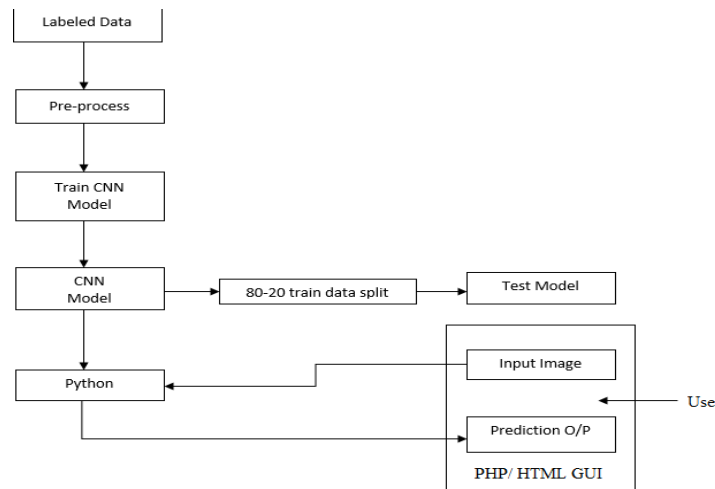 Labeled Data
Pre-process
Train CNN
Model
CNN
Model
80-20 train data split
Test Model
Python
Input Image
Use
Prediction O/P
PHP/ HTML GUI